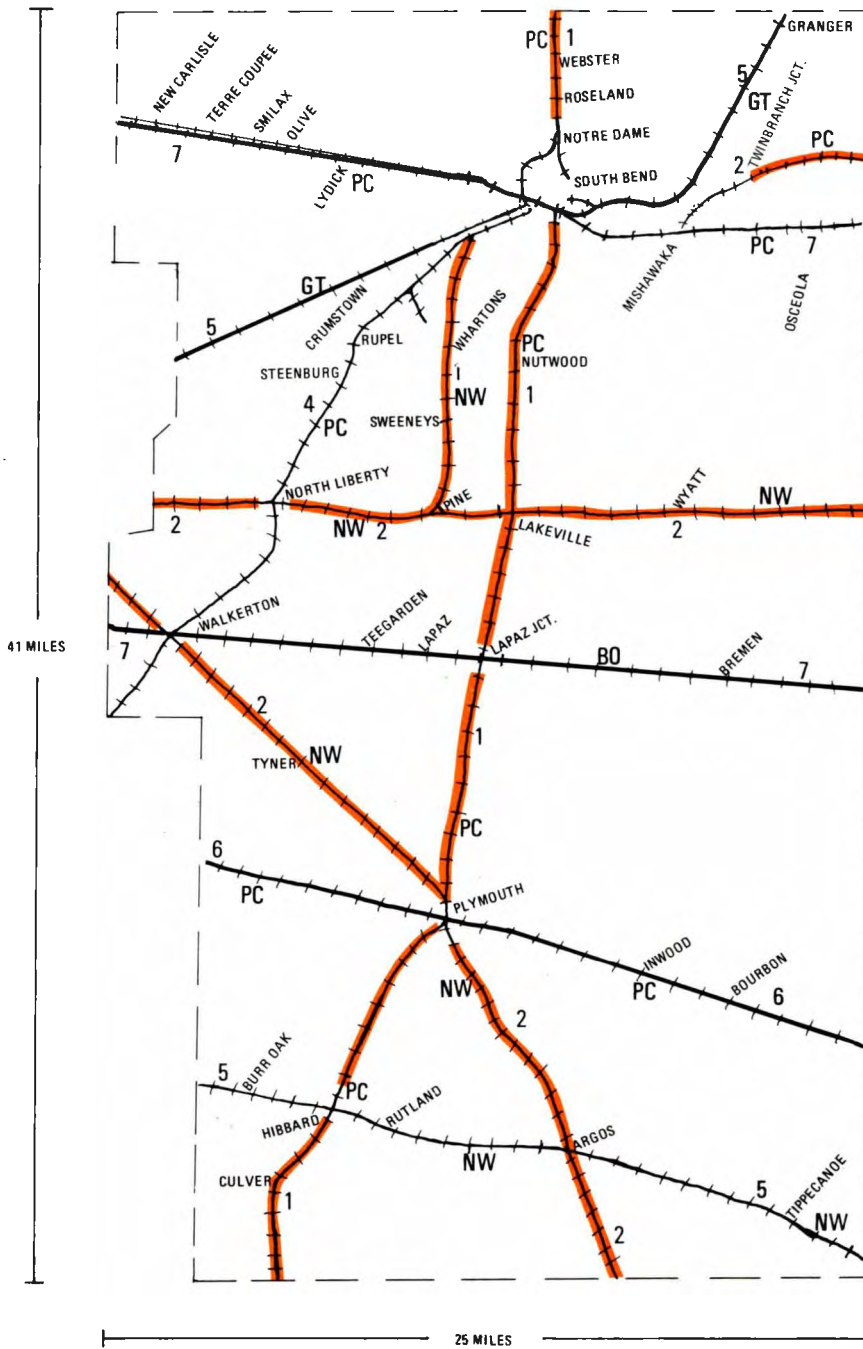 GRANGER
PC 1
WEBSTER
NEW CARLISLE
TERRE COUPEE
SMILAX
OLIVE
5
GT
TWINBRANCH JCT.
ROSELAND
NOTRE DAME
PC
7
LYDICK
PC
SOUTH BEND
2
MISHAWAKA
PC 7
OSCEOLA
GT
CRUMSTOWN
5
WHARTONS
RUPEL
PC
NUTWOOD
STEENBURG
1
NW
1
4
PC
SWEENEYS
NORTH LIBERTY
PINE
WYATT
NW
2
NW 2
LAKEVILLE
2
WALKERTON
TEEGARDEN
LAPAZ
LAPAZ JCT.
BO
BREMEN
7
7
41 MILES
2
1
TYNER
NW
PC
6
PC
PLYMOUTH
INWOOD
PC
BOURBON
6
NW
2
5
BURR OAK
PC
HIBBARD
RUTLAND
ARGOS
NW
CULVER
1
5
TIPPECANOE
NW
2
25 MILES